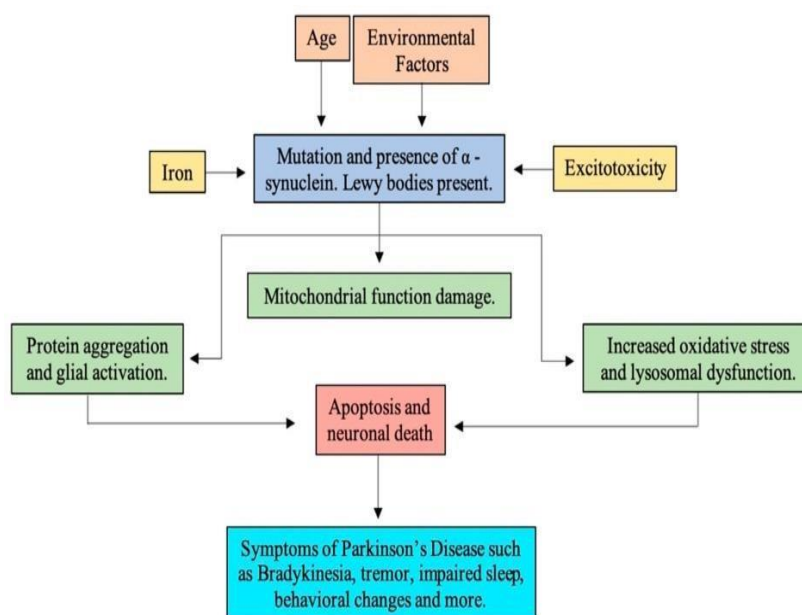 Age
Environmental
Factors
Iron
Mutation and presence of α -
synuclein. Lewy bodies present.
Excitotoxicity
Mitochondrial function damage.
Protein aggregation
and glial activation.
Increased oxidative stress
and lysosomal dysfunction.
Apoptosis and
neuronal death
Symptoms of Parkinson’s Disease such
as Bradykinesia, tremor, impaired sleep,
behavioral changes and more.